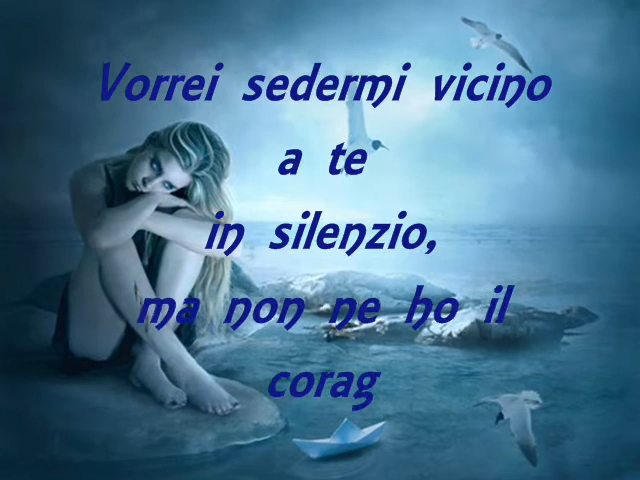 Vorrei sedermi vicino
a te
in silenzio,
ma non ne ho il
corag